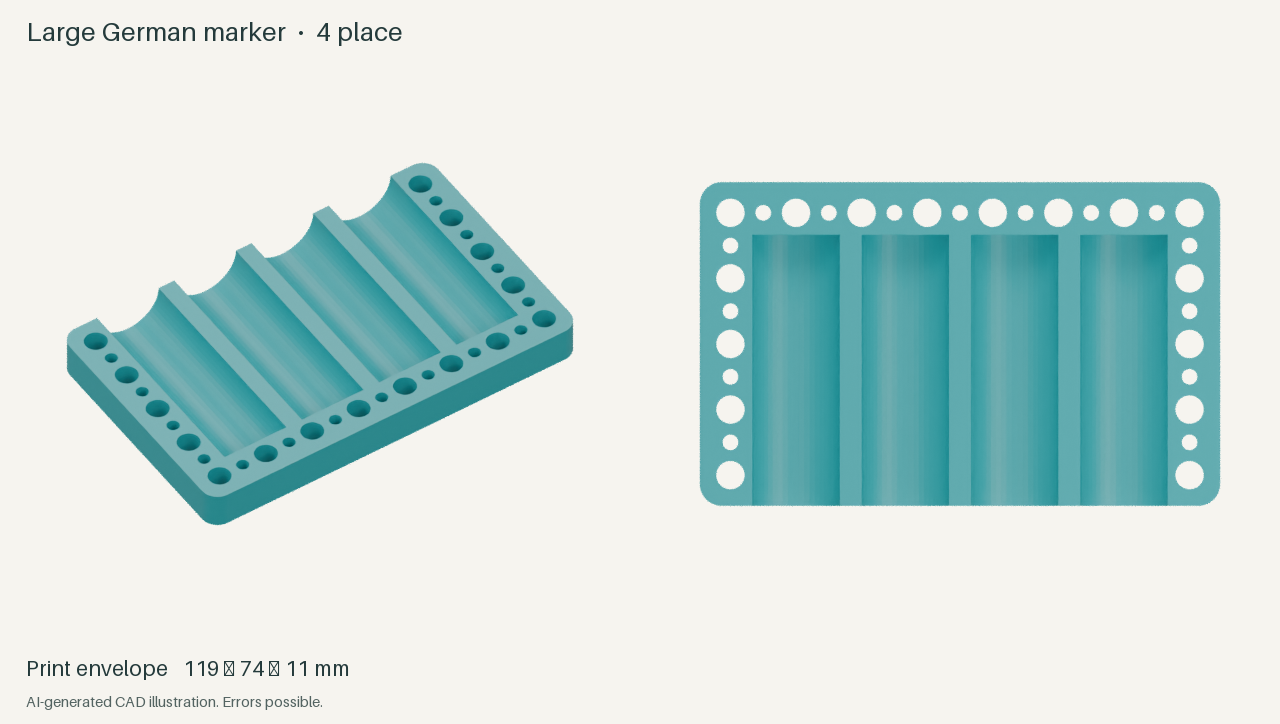 Large German marker · 4 place
Print envelope 119 ￾ 74 ￾ 11 mm
AI-generated CAD illustration. Errors possible.